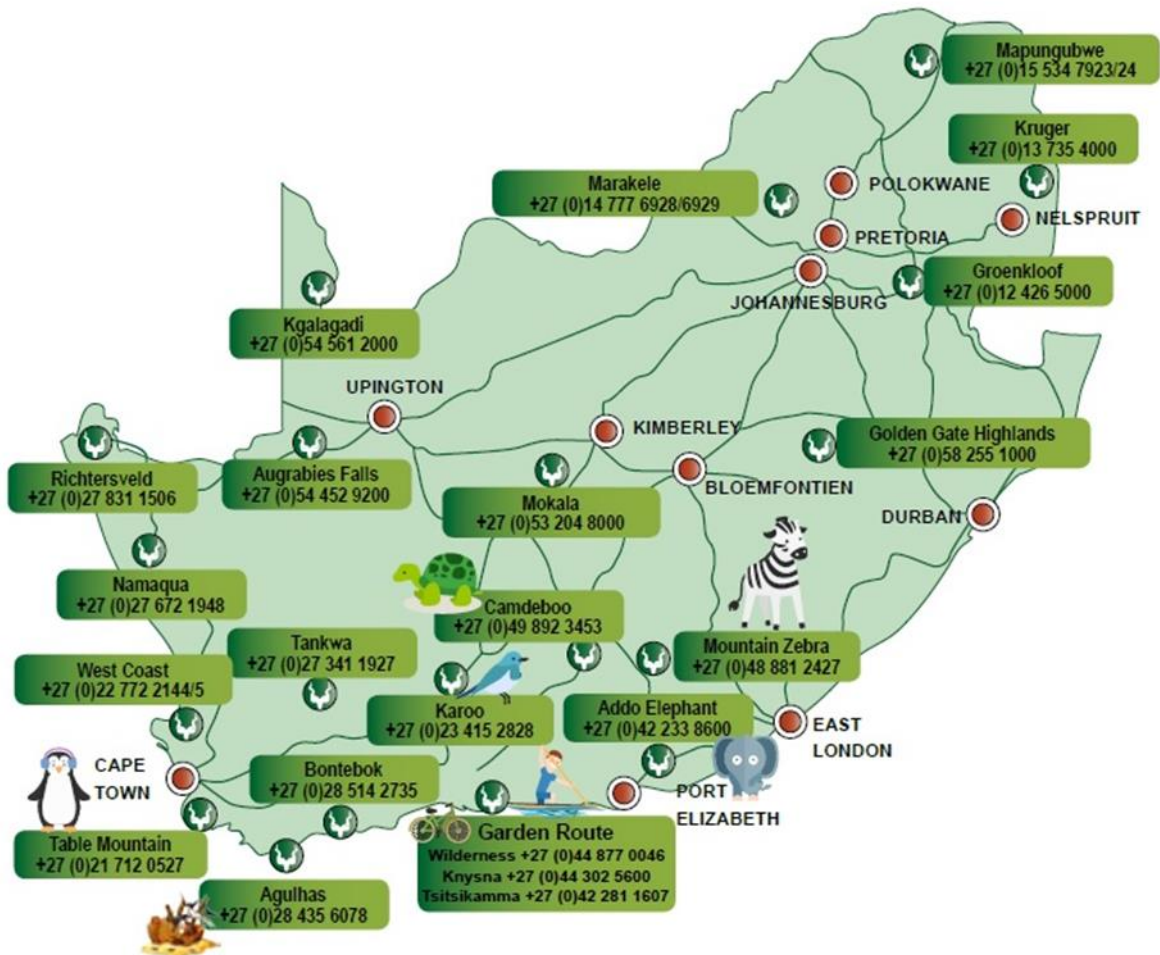 Mapungubwe
+27 (0)15 534 7923/24
Kruger
+27 (0)13 735 4000
Marakele
+27 (0)14 777 6928/6929
POLOKWANE
NELSPRUIT
PRETORIA
Groenkloof
+27 (0)12 426 5000
JOHANNESBURG
Kgalagadi
+27 (0)54 561 2000
UPINGTON
KIMBERLEY
Golden Gate Highlands
+27 (0)58 255 1000
Richtersveld
+27 (0)27 831 1506
Augrabies Falls
+27 (0)54 452 9200
Mokala
+27 (0)53 204 8000
BLOEMFONTIEN
DURBAN
Namaqua
+27 (0)27 672 1948
Camdeboo
+27 (0)49 892 3453
Tankwa
+27 (0)27 341 1927
Mountain Zebra
+27 (0)48 881 2427
West Coast
+27 (0)22 772 2144/5
Karoo
+27 (0)23 415 2828
Addo Elephant
+27 (0)42 233 8600
EAST
LONDON
CAPE
TOWN
Bontebok
+27 (0)28 514 2735
PORT
ELIZABETH
Table Mountain
+27 (0)21 712 0527
Garden Route
Wilderness +27 (0)44 877 0046
Knysna +27 (0)44 302 5600
Tsitsikamma +27 (0)42 281 1607
Agulhas
+27 (0)28 435 6078